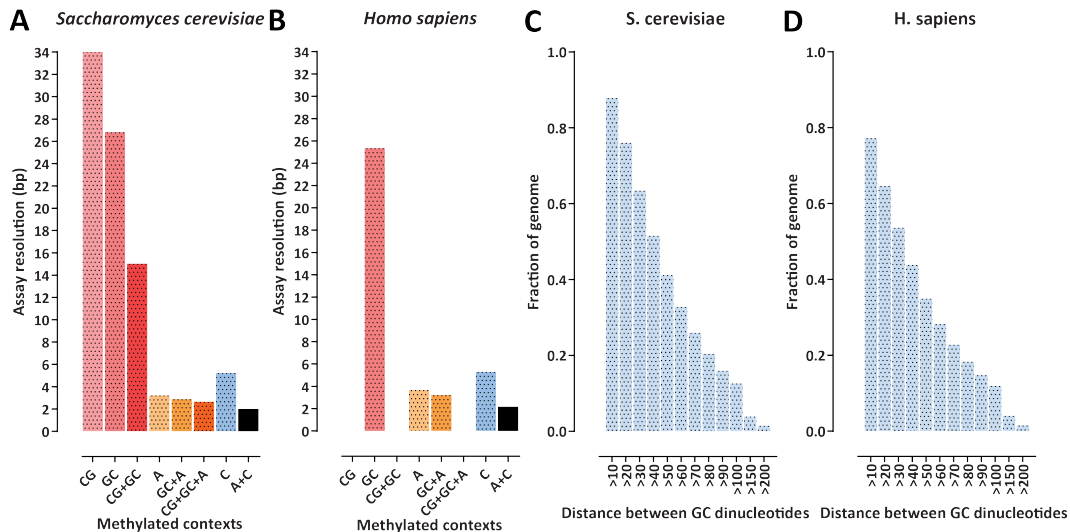 A
Saccharomyces cerevisiae
Assay resolution (bp)
34
32
30
28
26
24
22
20
18
16
14
12
10
8
6
4
2
0
CG
GC
CG+GC
A
GC+A
CG+GC+A
C
A+C
Methylated contexts
B
Homo sapiens
Assay resolution (bp)
34
32
30
28
26
24
22
20
18
16
14
12
10
8
6
4
2
0
CG
GC
CG+GC
A
GC+A
CG+GC+A
C
A+C
Methylated contexts
C
S. cerevisiae
Fraction of genome
1.0
0.8
0.6
0.4
0.2
0.0
>10
>20
>30
>40
>50
>60
>70
>80
>90
>100
>150
>200
Distance between GC dinucleotides
D
H. sapiens
Fraction of genome
1.0
0.8
0.6
0.4
0.2
0.0
>10
>20
>30
>40
>50
>60
>70
>80
>90
>100
>150
>200
Distance between GC dinucleotides